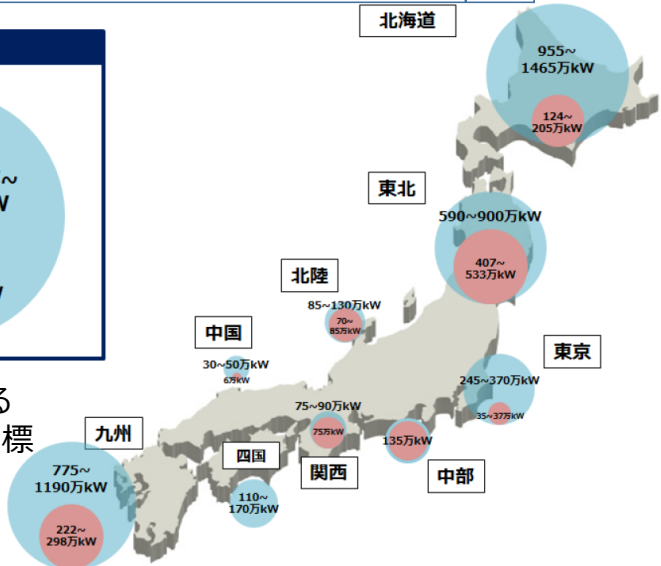 北海道
955~
1465万kW
124~
205万kW
東北
590~900万kW
407~
533万kW
北陸
85~130万kW
70~
85万kW
中国
30~50万kW
6万kW
東京
245~370万kW
35~37万kW
75~90万kW
75万kW
関西
135万kW
中部
四国
110~
170万kW
九州
775~
1190万kW
222~
298万kW
~
W
る
標